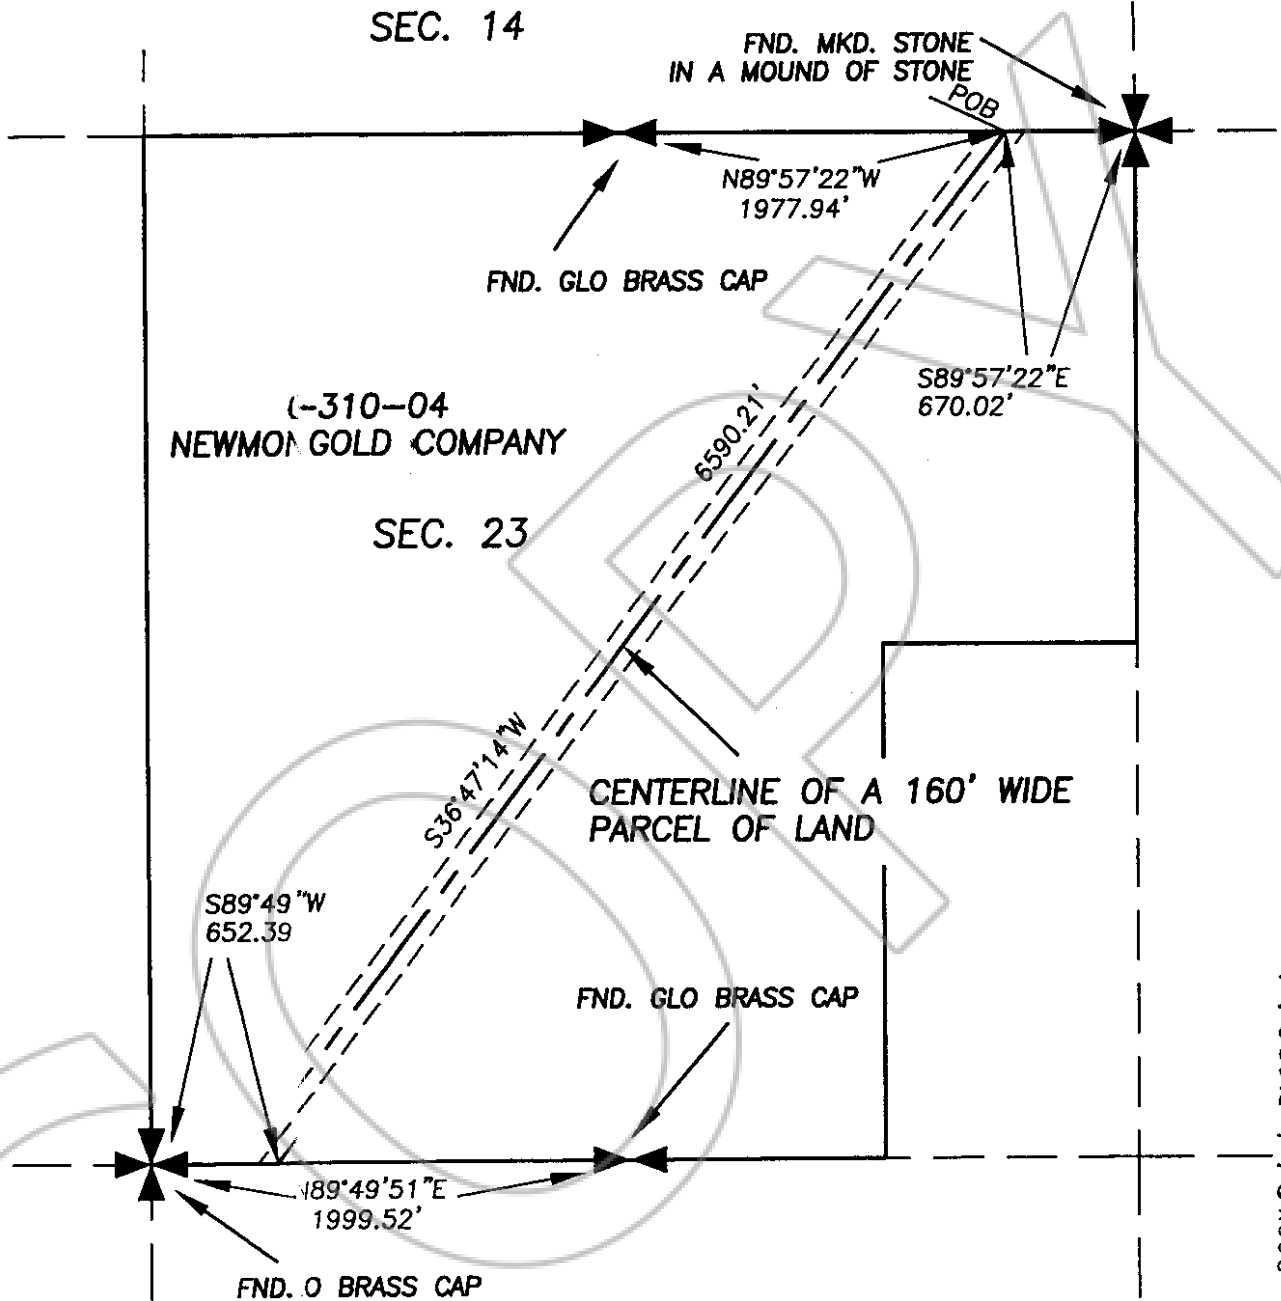 SEC. 14
FND. MKD. STONE
IN A MOUND OF STONE
POB
N89°57'22"W
1977.94'
FND. GLO BRASS CAP
S89°57'22"E
670.02'
-310-04
GOLD COMPANY
6590.21'
SEC. 23
S36°47'14"W
CENTERLINE OF A 160' WIDE
PARCEL OF LAND
S89°49 "W
652.39
FND. GLO BRASS CAP
89°49'51"E
1999.52'
FND. O BRASS CAP
COPY